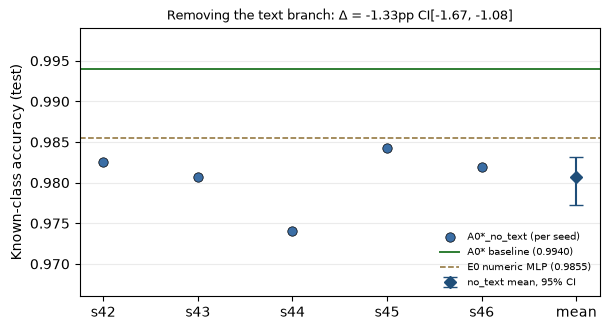 Removing the text branch: Δ = -1.33pp CI[-1.67, -1.08]
Known-class accuracy (test)
0.995
0.990
0.985
0.980
0.975
0.970
A0*_no_text (per seed)
A0* baseline (0.9940)
E0 numeric MLP (0.9855)
no_text mean, 95% CI
s42 s43 s44 s45 s46 mean